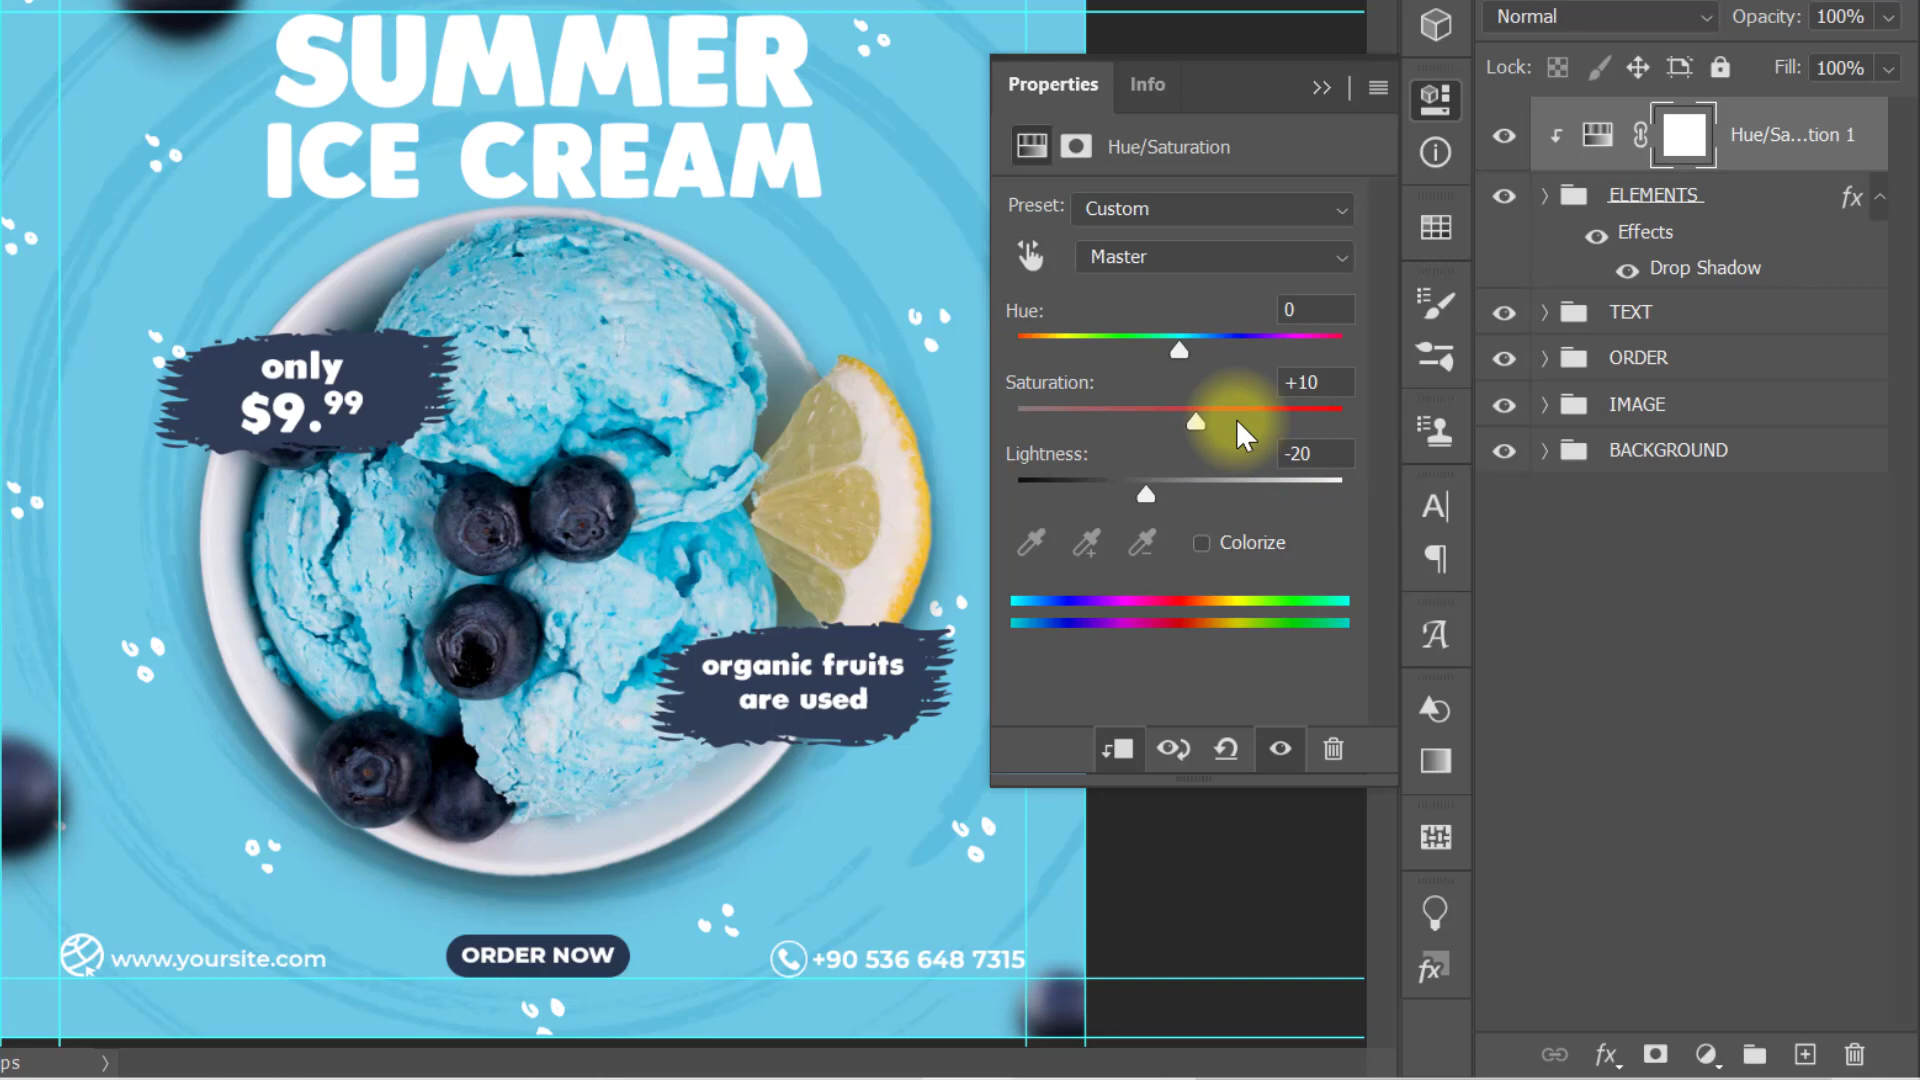 SUMMER
ICE CREAM
only
$9.99
organic fruits
are used
www.yoursite.com
ORDER NOW
+90 536 648 7315
ps
Properties
Info
Hue/Saturation
Preset:
Custom
Master
Hue:
0
Saturation:
+10
Lightness:
-20
Colorize
Normal
Opacity:
100%
Lock:
Fill:
100%
Hue/Sa...tion 1
ELEMENTS
fx
Effects
Drop Shadow
TEXT
ORDER
IMAGE
BACKGROUND
A
A
fx
fx